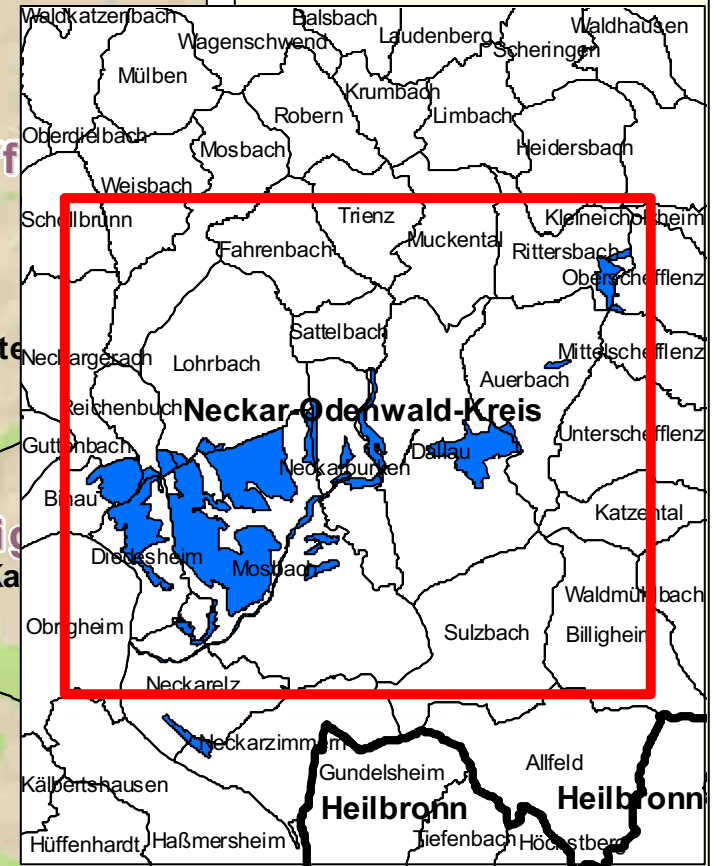 Waldkatzenbach
Balsbach
Waldhausen
Wagenschwend
Laudenberg
Scheringen
Mülben
Krumbach
Robern
Limbach
Oberdielbach
Mosbach
Heidersbach
Weisbach
Schollbrunn
Trienz
Kleineicholzheim
Muckental
Fahrenbach
Rittersbach
Oberschefflenz
Sattelbach
Neckargerach
Lohrbach
Mittelschefflenz
Auerbach
Reichenbuch
Neckar-Odenwald-Kreis
Guttenbach
Unterschefflenz
Dallau
Neckarburken
Binau
Katzental
Diedesheim
Mosbach
Waldmühlbach
Obrigheim
Sulzbach
Billigheim
Neckarelz
Neckarzimmern
Allfeld
Gundelsheim
Kälbertshausen
Heilbronn
Heilbronn
Hüffenhardt
Haßmersheim
Tiefenbach
Höchstberg